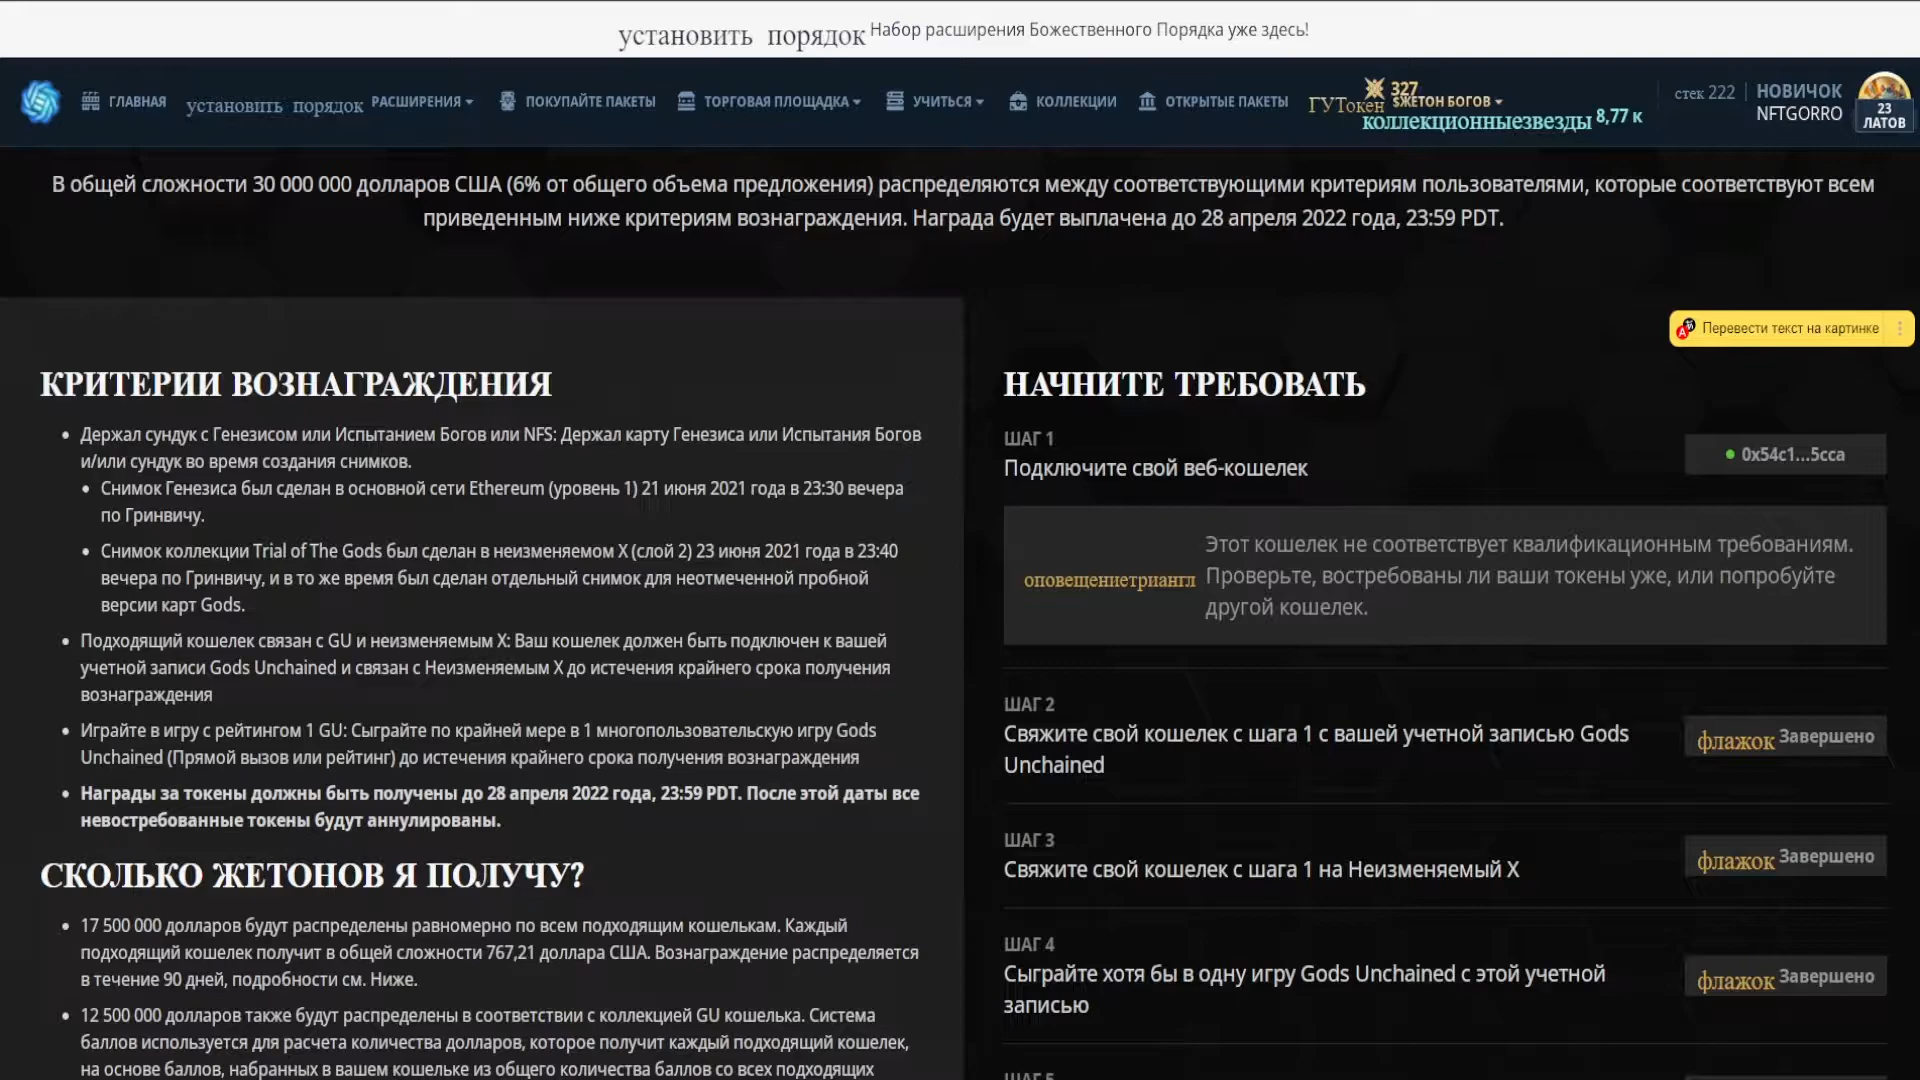 установить порядок Набор расширения Божественного Порядка уже здесь!
ГЛАВНАЯ
установить порядок РАСШИРЕНИЯ
ПОКУПАЙТЕ ПАКЕТЫ
ТОРГОВАЯ ПЛОЩАДКА
УЧИТЬСЯ
КОЛЛЕКЦИИ
ОТКРЫТЫЕ ПАКЕТЫ
327
ГУТокен $ЖЕТОН БОГОВ
коллекционныезвезды 8,77 к
стек 222
НОВИЧОК
NFTGORRO
23
ЛАТОВ
В общей сложности 30 000 000 долларов США (6% от общего объема предложения) распределяются между соответствующими критериям пользователями, которые соответствуют всем
приведенным ниже критериям вознаграждения. Награда будет выплачена до 28 апреля 2022 года, 23:59 PDT.
Перевести текст на картинке
КРИТЕРИИ ВОЗНАГРАЖДЕНИЯ
• Держал сундук с Генезисом или Испытанием Богов или NFS: Держал карту Генезиса или Испытания Богов
и/или сундук во время создания снимков.
• Снимок Генезиса был сделан в основной сети Ethereum (уровень 1) 21 июня 2021 года в 23:30 вечера
по Гринвичу.
• Снимок коллекции Trial of The Gods был сделан в неизменяемом X (слой 2) 23 июня 2021 года в 23:40
вечера по Гринвичу, и в то же время был сделан отдельный снимок для неотмеченной пробной
версии карт Gods.
• Подходящий кошелек связан с GU и неизменяемым X: Ваш кошелек должен быть подключен к вашей
учетной записи Gods Unchained и связан с Неизменяемым X до истечения крайнего срока получения
вознаграждения
• Играйте в игру с рейтингом 1 GU: Сыграйте по крайней мере в 1 многопользовательскую игру Gods
Unchained (Прямой вызов или рейтинг) до истечения крайнего срока получения вознаграждения
• Награды за токены должны быть получены до 28 апреля 2022 года, 23:59 PDT. После этой даты все
невостребованные токены будут аннулированы.
СКОЛЬКО ЖЕТОНОВ Я ПОЛУЧУ?
• 17 500 000 долларов будут распределены равномерно по всем подходящим кошелькам. Каждый
подходящий кошелек получит в общей сложности 767,21 доллара США. Вознаграждение распределяется
в течение 90 дней, подробности см. Ниже.
• 12 500 000 долларов также будут распределены в соответствии с коллекцией GU кошелька. Система
баллов используется для расчета количества долларов, которое получит каждый подходящий кошелек,
на основе баллов, набранных в вашем кошельке из общего количества баллов со всех подходящих
НАЧНИТЕ ТРЕБОВАТЬ
ШАГ 1
Подключите свой веб-кошелек
0x54c1...5cca
оповещениетриангл
Этот кошелек не соответствует квалификационным требованиям.
Проверьте, востребованы ли ваши токены уже, или попробуйте
другой кошелек.
ШАГ 2
Свяжите свой кошелек с шага 1 с вашей учетной записью Gods
Unchained
флажок Завершено
ШАГ 3
Свяжите свой кошелек с шага 1 на Неизменяемый X
флажок Завершено
ШАГ 4
Сыграйте хотя бы в одну игру Gods Unchained с этой учетной
записью
флажок Завершено
ШАГ 5